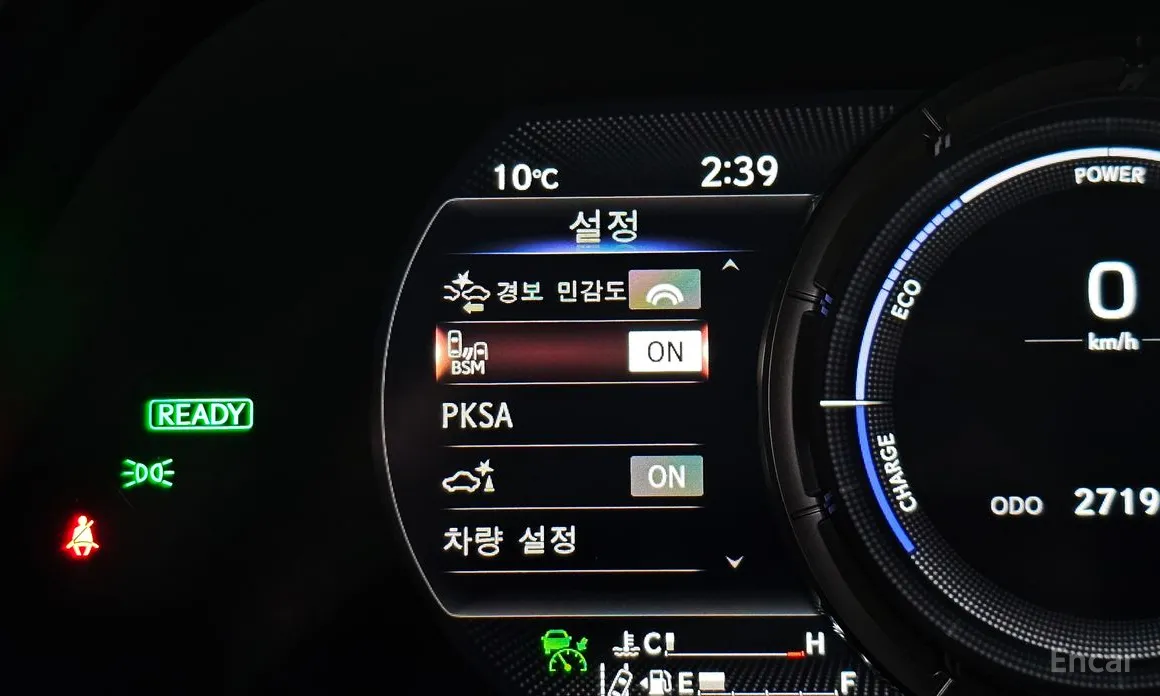 10°C 2:39
설정
경보 민감도
BSM ON
PKSA
ON
차량 설정
READY
POWER
ECO
CHARGE
0
km/h
ODO 2719
C H
E F
Encar